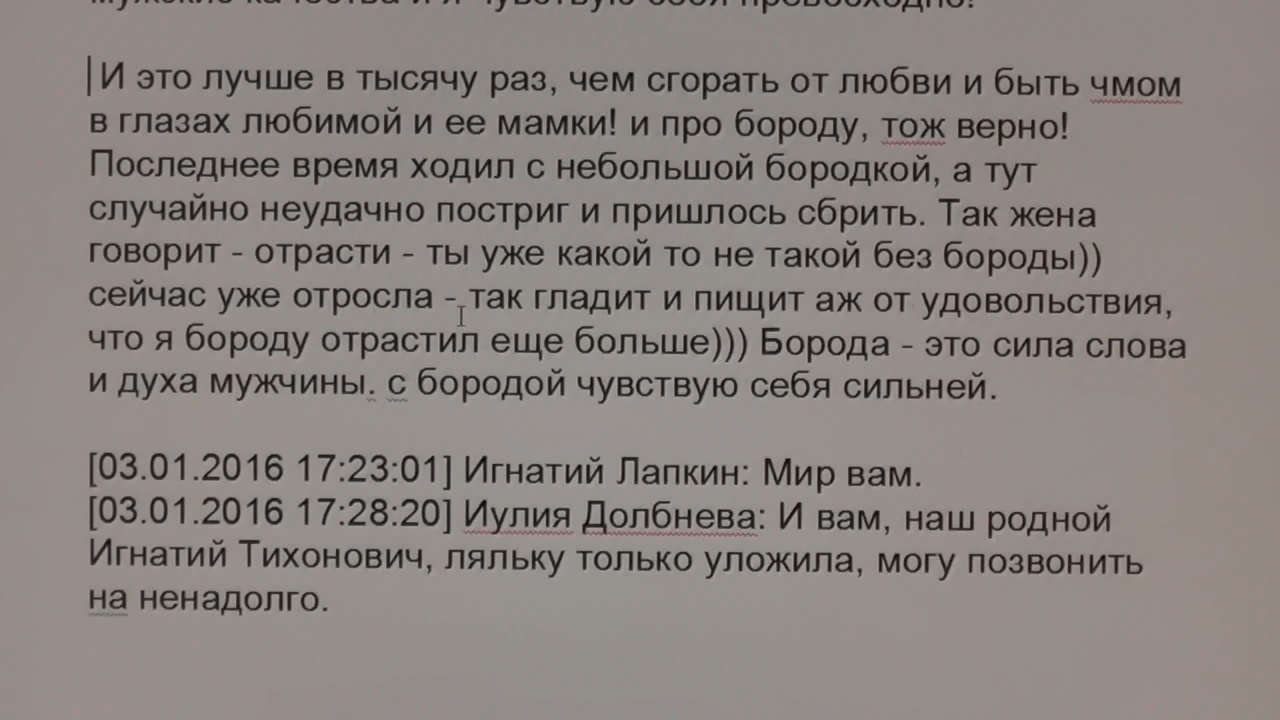 мужские качества и я чувствую себя превосходно!
И это лучше в тысячу раз, чем сгорать от любви и быть чмом
в глазах любимой и ее мамки! и про бороду, тож верно!
Последнее время ходил с небольшой бородкой, а тут
случайно неудачно постриг и пришлось сбрить. Так жена
говорит - отрасти - ты уже какой то не такой без бороды))
сейчас уже отросла - так гладит и пищит аж от удовольствия,
что я бороду отрастил еще больше))) Борода - это сила слова
и духа мужчины. с бородой чувствую себя сильней.
[03.01.2016 17:23:01] Игнатий Лапкин: Мир вам.
[03.01.2016 17:28:20] Иулия Долбнева: И вам, наш родной
Игнатий Тихонович, ляльку только уложила, могу позвонить
на ненадолго.